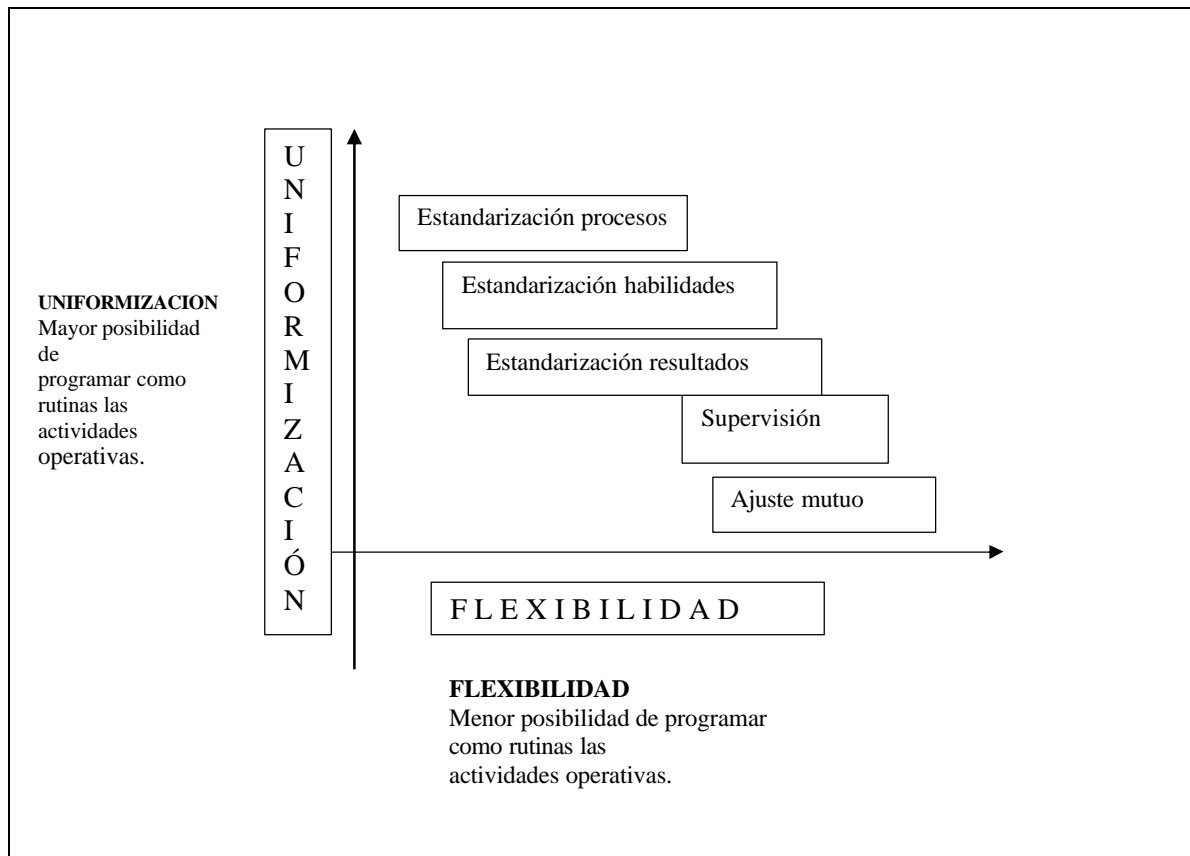 UNIFORMIZACION
Mayor posibilidad
de
programar como
rutinas las
actividades
operativas.
U
N
I
F
O
R
M
I
Z
A
C
I
Ó
N
Estandarización procesos
Estandarización habilidades
Estandarización resultados
Supervisión
Ajuste mutuo
F L E X I B I L I D A D
FLEXIBILIDAD
Menor posibilidad de programar
como rutinas las
actividades operativas.